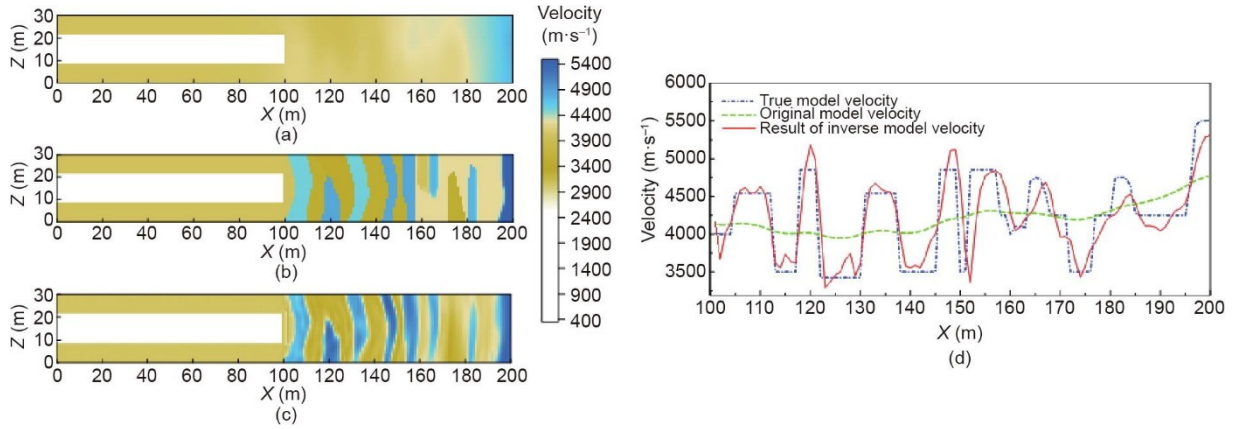 30
20
10
0
Z (m)
0 20 40 60 80 100 120 140 160 180 200
X (m)
(a)
30
20
10
0
Z (m)
0 20 40 60 80 100 120 140 160 180 200
X (m)
(b)
30
20
10
0
Z (m)
0 20 40 60 80 100 120 140 160 180 200
X (m)
(c)
Velocity
(m·s⁻¹)
5400
4900
4400
3900
3400
2900
2400
1900
1400
900
400
6000
5500
5000
4500
4000
3500
Velocity (m·s⁻¹)
True model velocity
Original model velocity
Result of inverse model velocity
100 110 120 130 140 150 160 170 180 190 200
X (m)
(d)